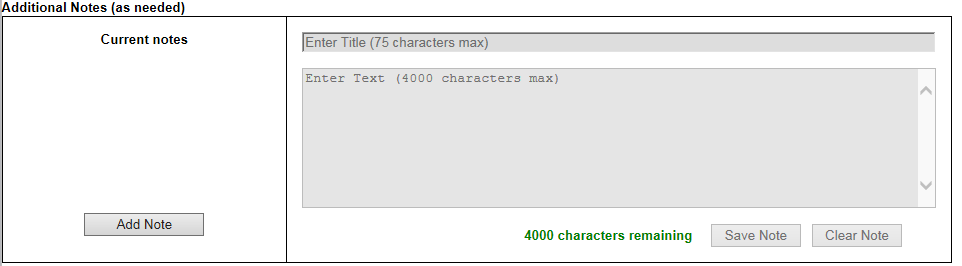 Additional Notes (as needed)
Current notes
Enter Title (75 characters max)
Enter Text (4000 characters max)
Add Note
4000 characters remaining
Save Note
Clear Note